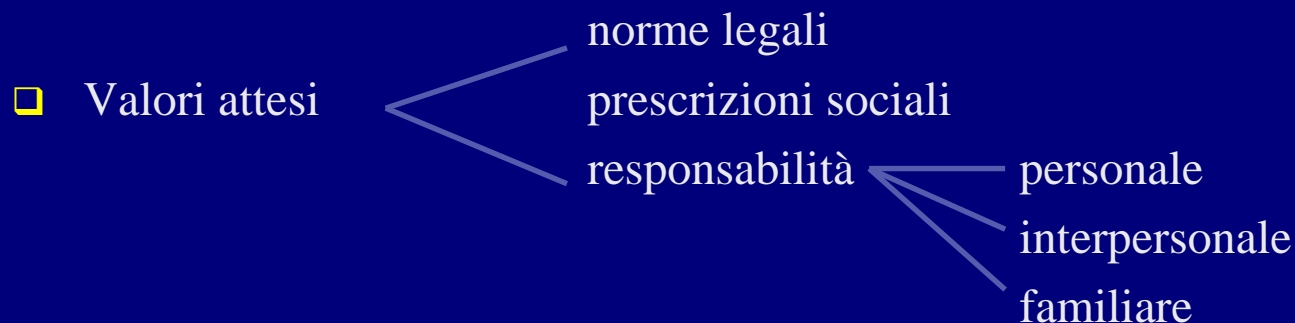 norme legali
Valori attesi
prescrizioni sociali
responsabilità
personale
interpersonale
familiare